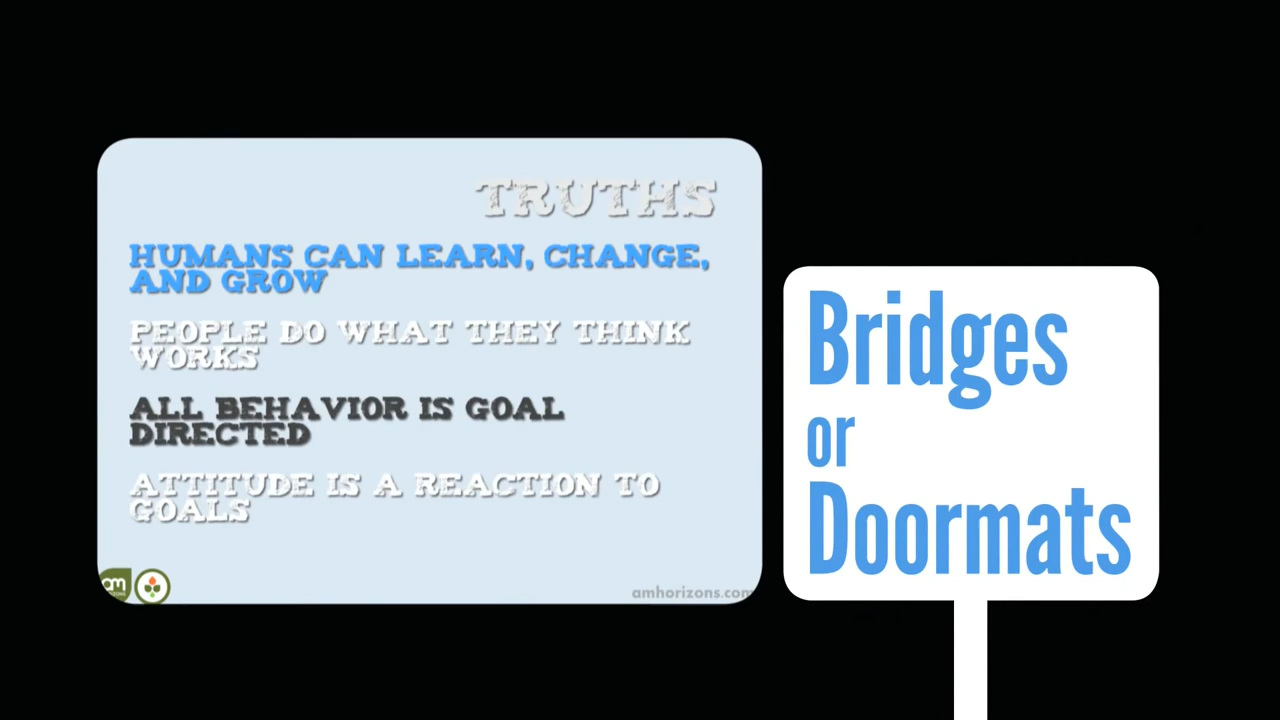 TRUTHS
HUMANS CAN LEARN, CHANGE,
AND GROW
PEOPLE DO WHAT THEY THINK
WORKS
ALL BEHAVIOR IS GOAL
DIRECTED
ATTITUDE IS A REACTION TO
GOALS
am
amhorizons.com
Bridges
or
Doormats